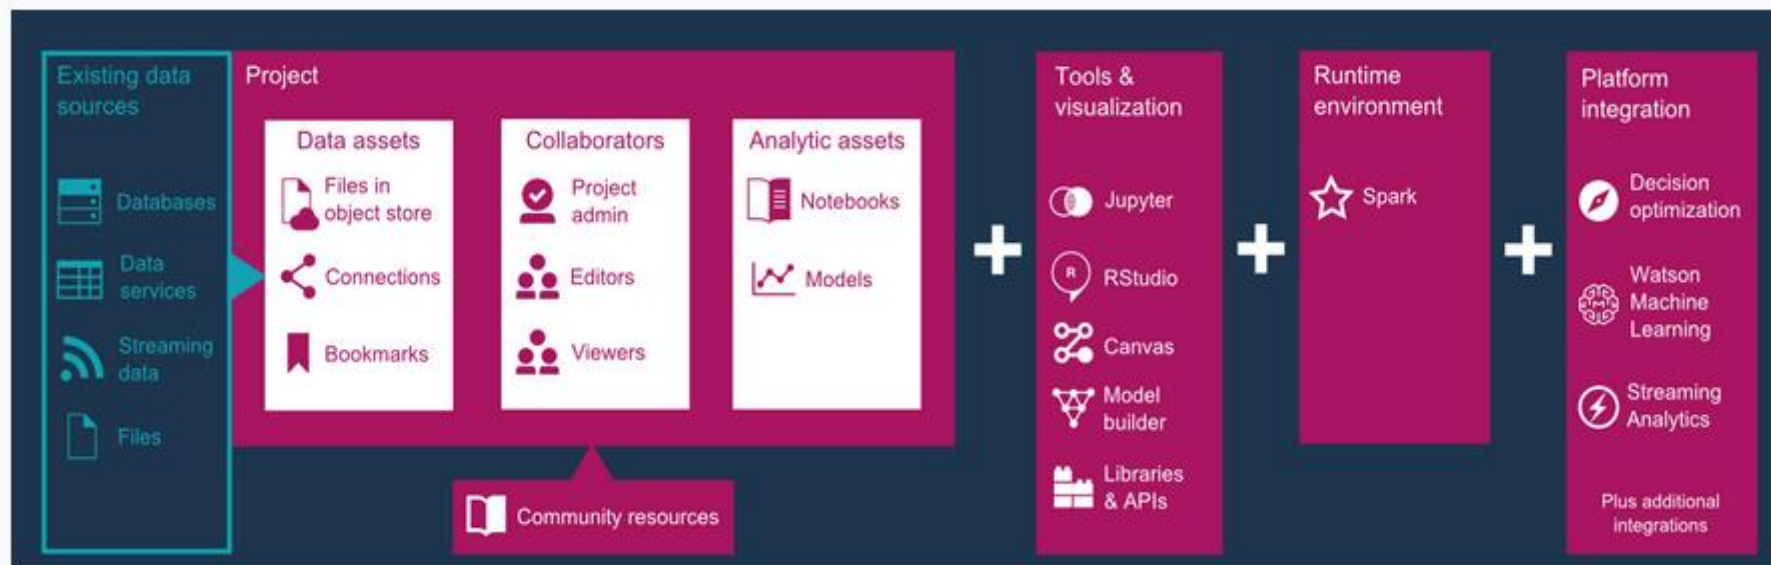 Existing data
sources
Databases
Data
services
Streaming
data
Files
Project
Data assets
Files in
object store
Connections
Bookmarks
Collaborators
Project
admin
Editors
Viewers
Analytic assets
Notebooks
Models
Community resources
Tools &
visualization
Jupyter
R
RStudio
Canvas
Model
builder
Libraries
& APIs
Runtime
environment
Spark
Platform
integration
Decision
optimization
Watson
Machine
Learning
Streaming
Analytics
Plus additional
integrations